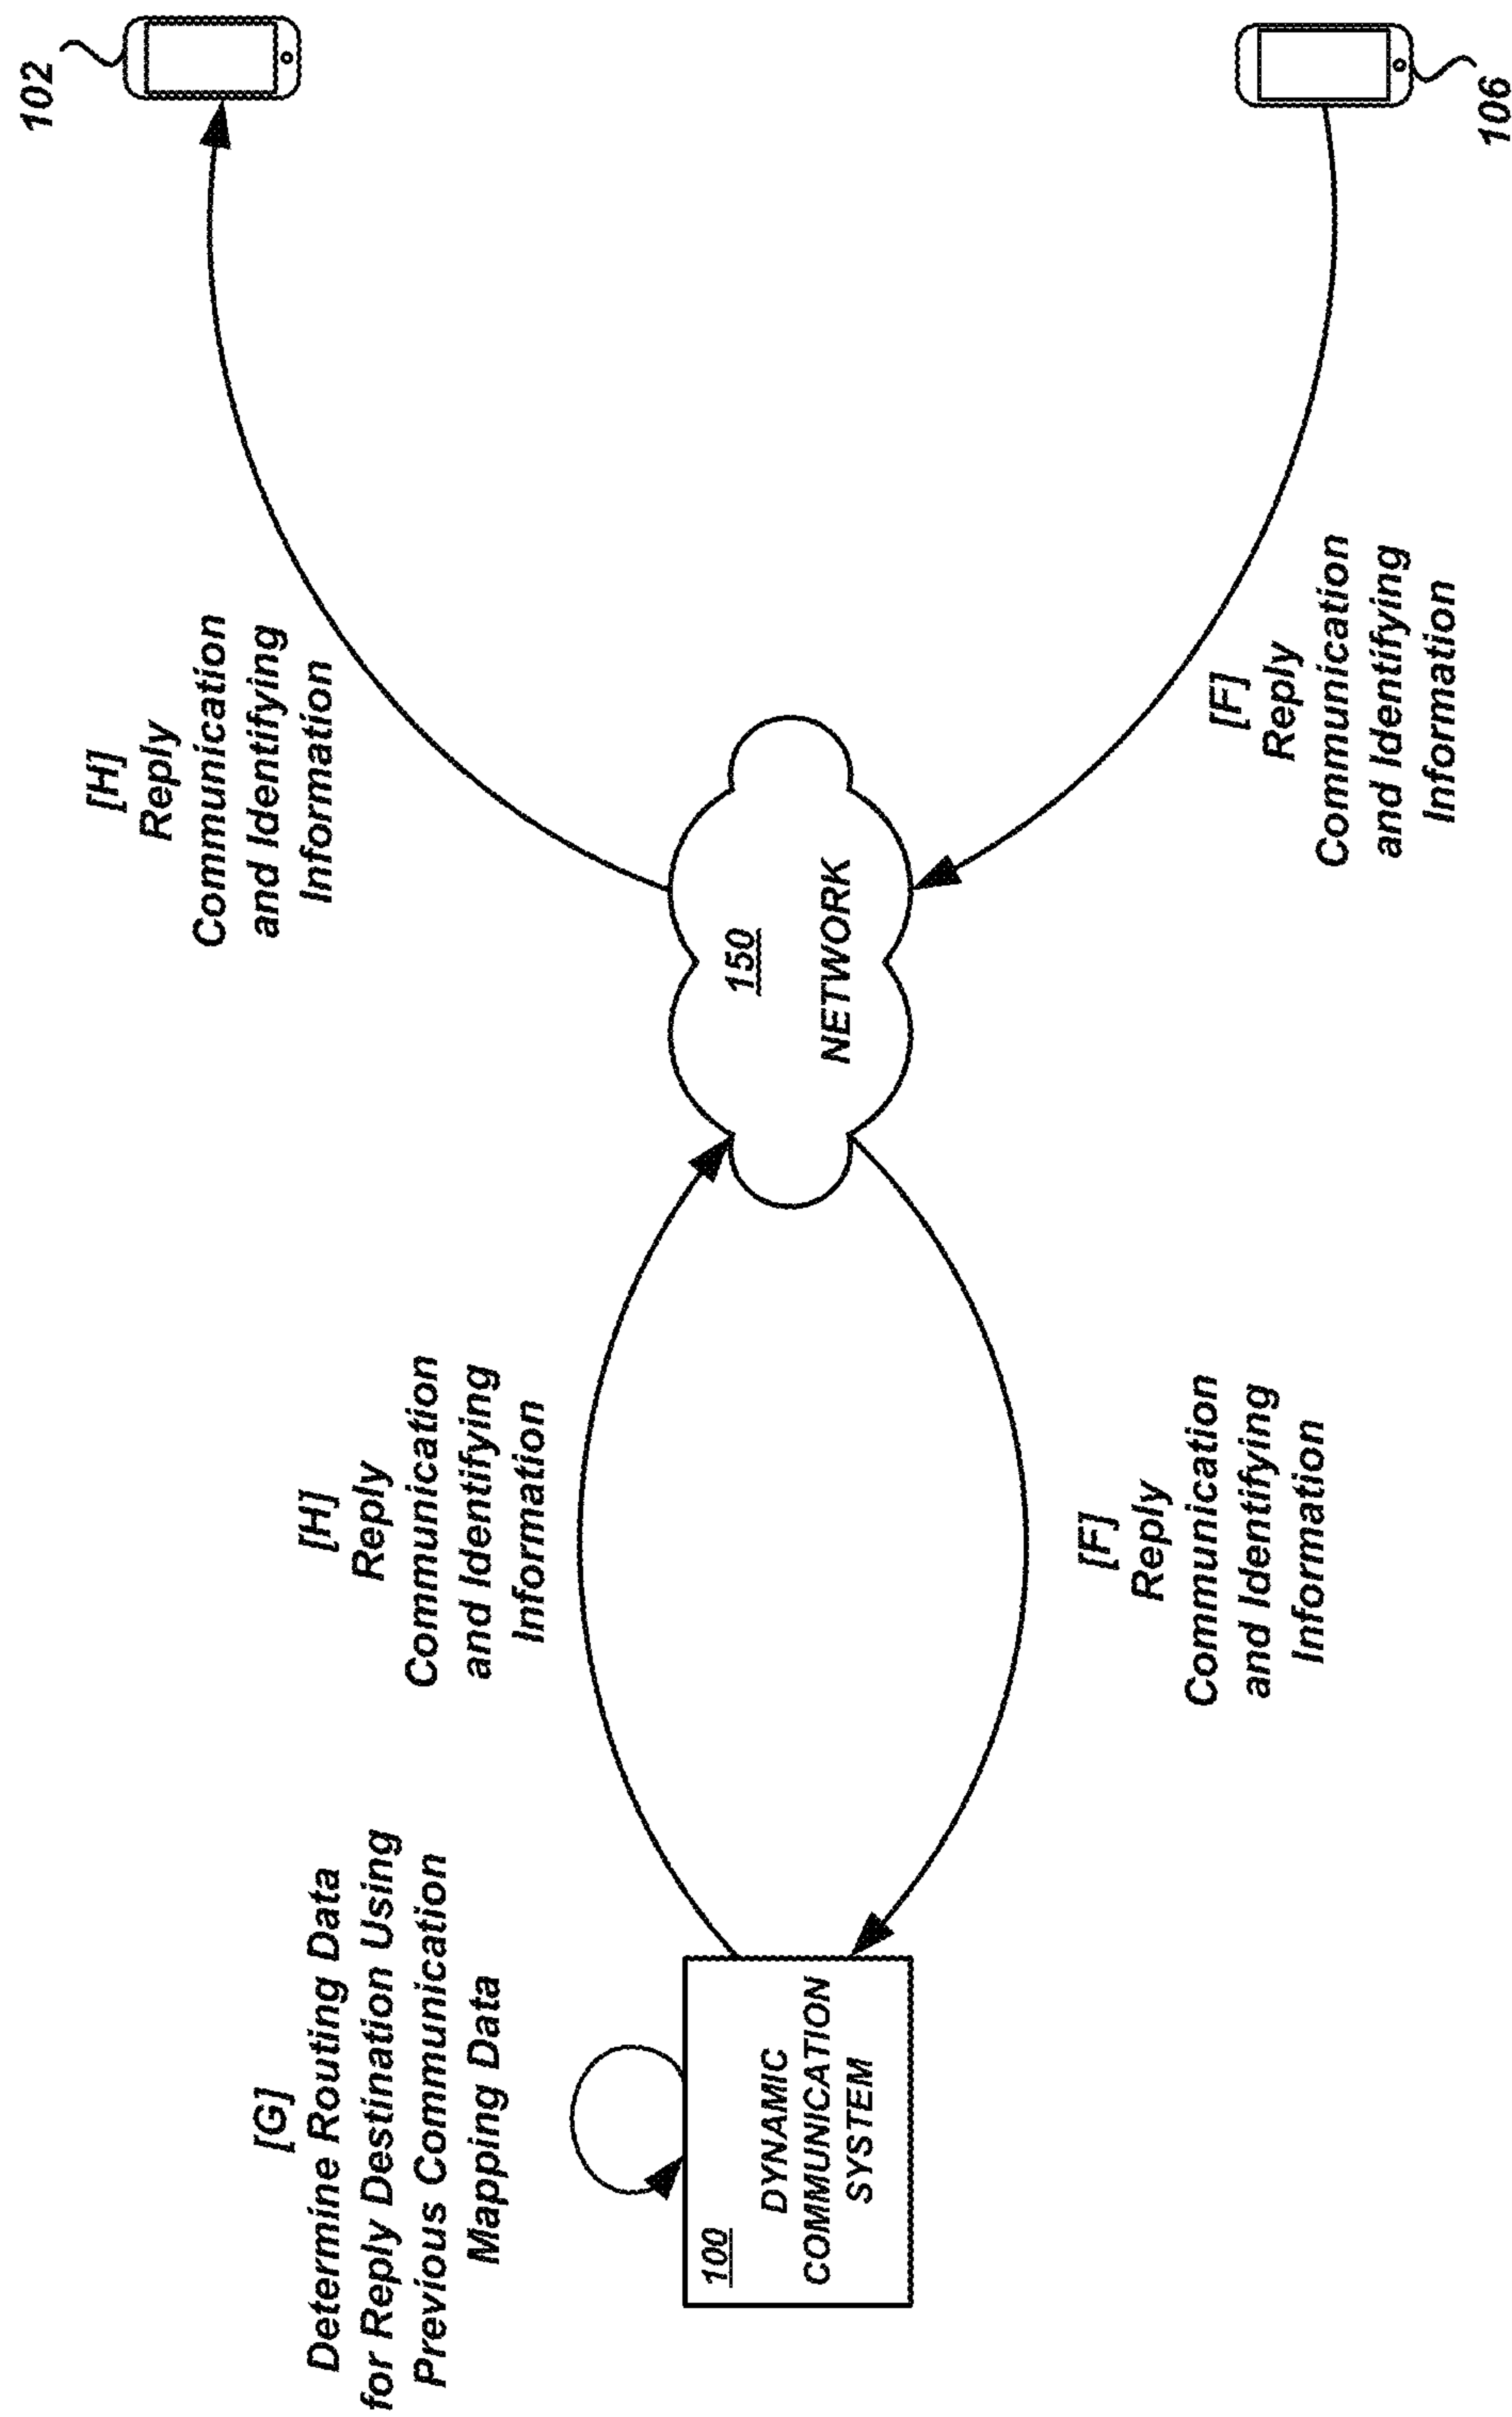 [G]
Determine Routing Data
for Reply Destination Using
Previous Communication
Mapping Data
100
DYNAMIC
COMMUNICATION
SYSTEM
[H]
Reply
Communication
and Identifying
Information
[F]
Reply
Communication
and Identifying
Information
150
NETWORK
[H]
Reply
Communication
and Identifying
Information
[F]
Reply
Communication
and Identifying
Information
102
106